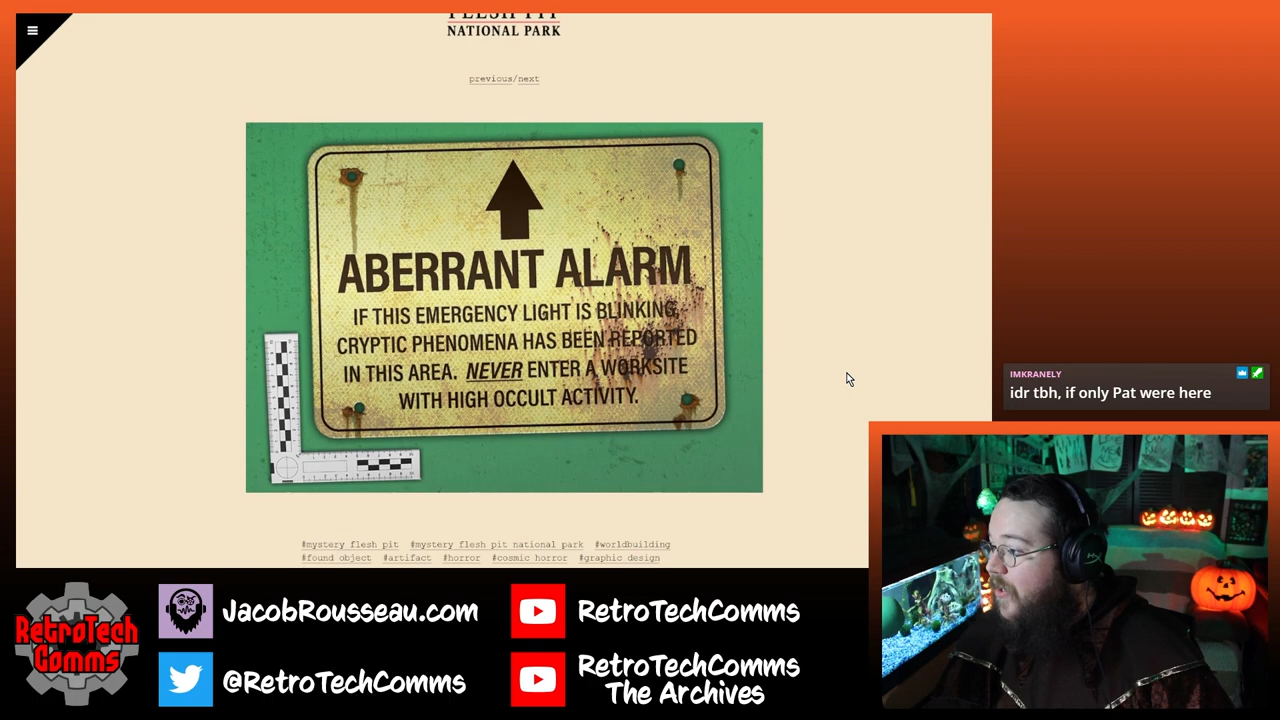 FLESH PIT
NATIONAL PARK
previous/next
ABERRANT ALARM
IF THIS EMERGENCY LIGHT IS BLINKING,
CRYPTIC PHENOMENA HAS BEEN REPORTED
IN THIS AREA. NEVER ENTER A WORKSITE
WITH HIGH OCCULT ACTIVITY.
#mystery flesh pit #mystery flesh pit national park #worldbuilding
#found object #artifact #horror #cosmic horror #graphic design
IMKRANELY
idr tbh, if only Pat were here
RetroTech
Comms
JacobRousseau.com
@RetroTechComms
RetroTechComms
RetroTechComms
The Archives